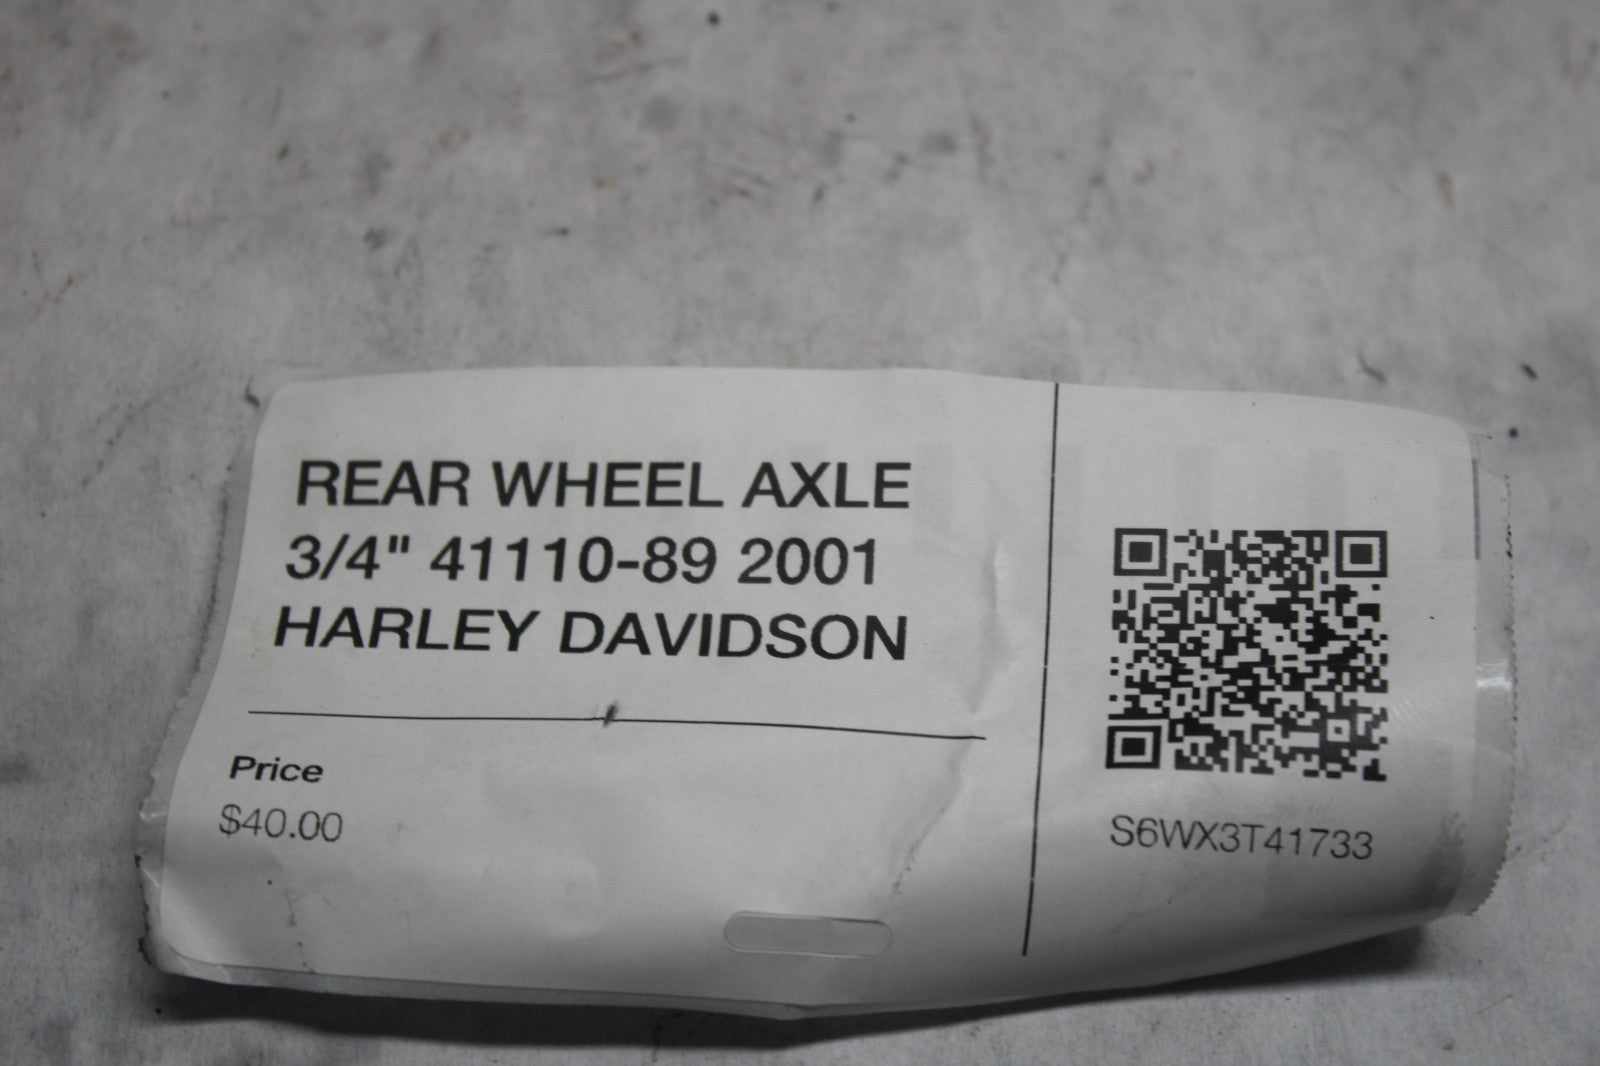 REAR WHEEL AXLE
3/4" 41110-89 2001
HARLEY DAVIDSON
Price
$40.00
S6WX3T41733